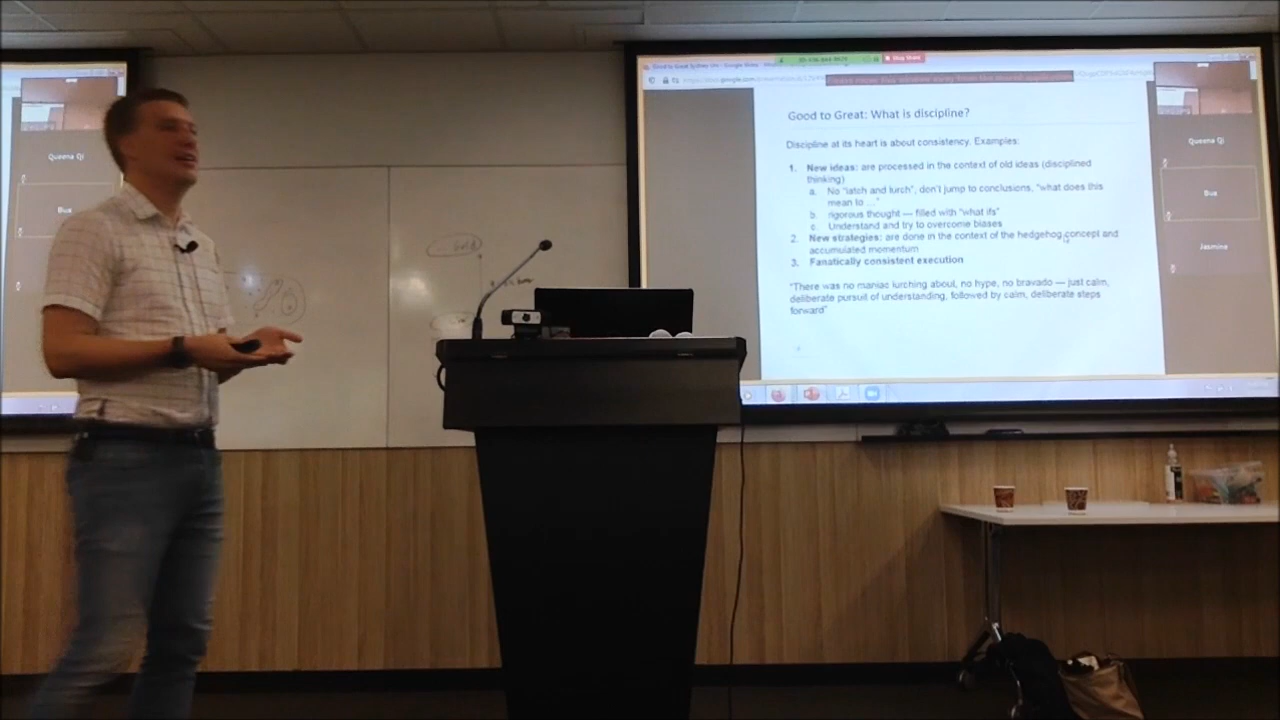 Queena Qi
Bua
Stop Share
Good to Great: What is discipline?
Discipline at its heart is about consistency. Examples:
1. New ideas: are processed in the context of old ideas (disciplined
thinking)
a. No "latch and lurch", don't jump to conclusions, "what does this
mean to ..."
b. rigorous thought — filled with "what ifs"
c. Understand and try to overcome biases
2. New strategies: are done in the context of the hedgehog concept and
accumulated momentum
3. Fanatically consistent execution
"There was no maniac lurching about, no hype, no bravado — just calm,
deliberate pursuit of understanding, followed by calm, deliberate steps
forward"
Queena Qi
Bua
Jasmine